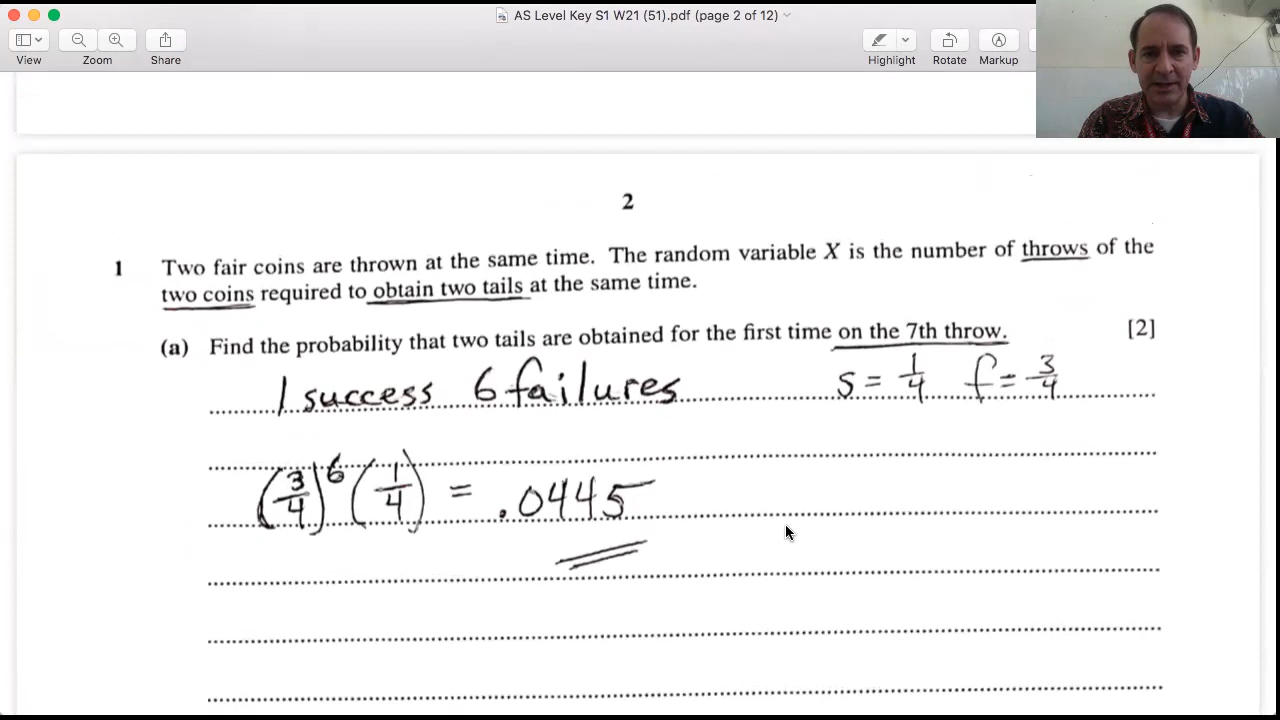 AS Level Key S1 W21 (51).pdf (page 2 of 12)
View Zoom Share Highlight Rotate Markup
2
1 Two fair coins are thrown at the same time. The random variable X is the number of throws of the
two coins required to obtain two tails at the same time.
(a) Find the probability that two tails are obtained for the first time on the 7th throw. [2]
1 success 6 failures s = 1/4 f = 3/4
(3/4)^6 (1/4) = .0445